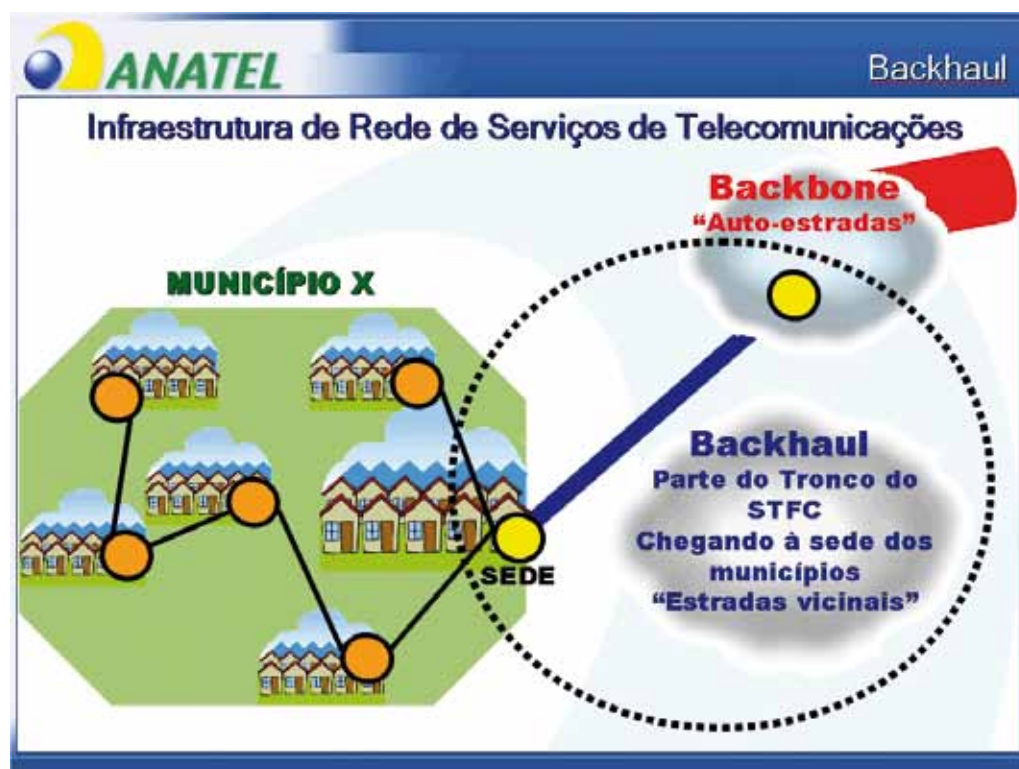 ANATEL
Backhaul
Infraestrutura de Rede de Serviços de Telecomunicações
Backbone
“Auto-estradas”
MUNICÍPIO X
Backhaul
Parte do Tronco do
STFC
Chegando à sede dos
municípios
“Estradas vicinais”
SEDE